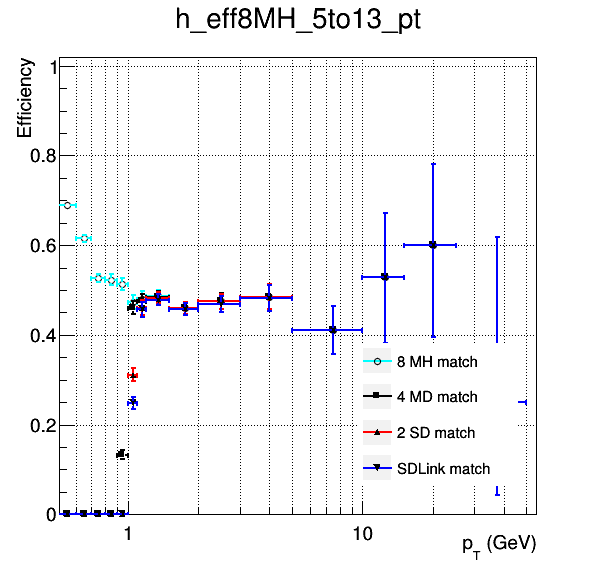 h_eff8MH_5to13_pt
Efficiency
1
0.8
0.6
0.4
0.2
0
8 MH match
4 MD match
2 SD match
SDLink match
1
10
p_T (GeV)